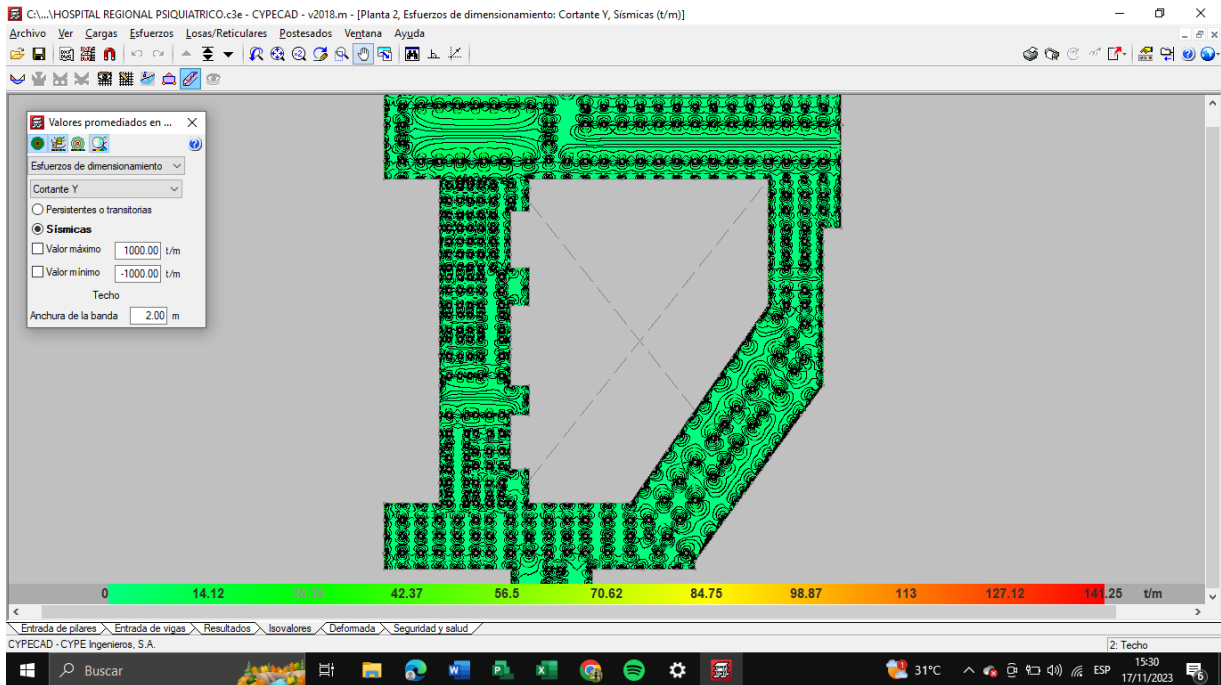 C:\...\HOSPITAL REGIONAL PSIQUIATRICO.c3e - CYPECAD - v2018.m - [Planta 2, Esfuerzos de dimensionamiento: Cortante Y, Sísmicas (t/m)]
Archivo Ver Cargas Esfuerzos Losas/Reticulares Postesados Ventana Ayuda
Valores promediados en ...
Esfuerzos de dimensionamiento
Cortante Y
Persistentes o transitorias
Sísmicas
Valor máximo 1000.00 t/m
Valor mínimo -1000.00 t/m
Techo
Anchura de la banda 2.00 m
0 14.12 28.25 42.37 56.5 70.62 84.75 98.87 113 127.12 141.25 t/m
Entrada de pilares Entrada de vigas Resultados Isovalores Deformada Seguridad y salud
CYPECAD - CYPE Ingenieros, S.A. 2: Techo
Buscar 31°C ESP 15:30
17/11/2023 6